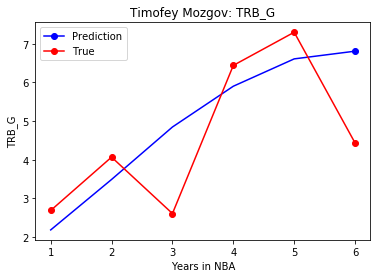 Timofey Mozgov: TRB_G
Prediction
True
7
6
5
4
3
2
TRB_G
1 2 3 4 5 6
Years in NBA